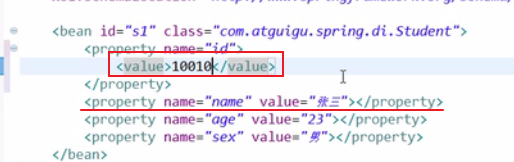 <bean id="s1" class="com.atguigu.spring.di.Student">
<property name="id">
<value>10010</value>
</property>
<property name="name" value="张三"></property>
<property name="age" value="23"></property>
<property name="sex" value="男"></property>
</bean>